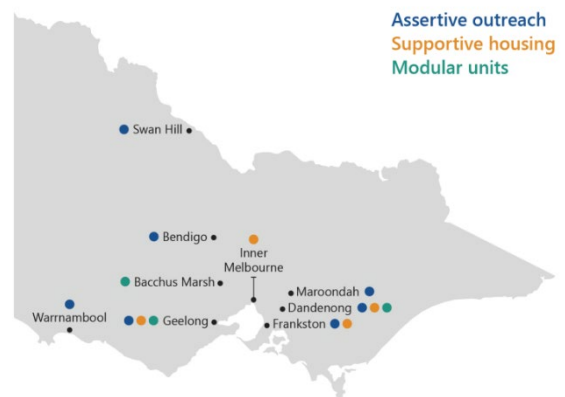 Assertive outreach
Supportive housing
Modular units
Swan Hill
Bendigo
Inner
Melbourne
Bacchus Marsh
Maroondah
Warrnambool
Dandenong
Geelong
Frankston